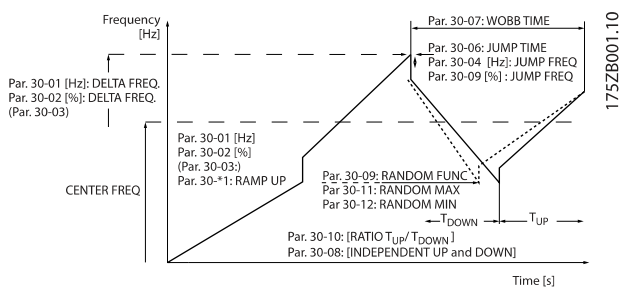 Frequency
[Hz]
Par. 30-07: WOBB TIME
Par. 30-06: JUMP TIME
Par. 30-04 [Hz]: JUMP FREQ
Par. 30-09 [%] : JUMP FREQ
175ZB001.10
Par. 30-01 [Hz]: DELTA FREQ.
Par. 30-02 [%]: DELTA FREQ.
(Par. 30-03)
Par. 30-01 [Hz]
Par. 30-02 [%]
(Par. 30-03:)
Par. 30-*1: RAMP UP
CENTER FREQ
Par. 30-09: RANDOM FUNC
Par 30-11: RANDOM MAX
Par 30-12: RANDOM MIN
TDOWN
TUP
Par. 30-10: [RATIO TUP/ TDOWN ]
Par. 30-08: [INDEPENDENT UP and DOWN]
Time [s]